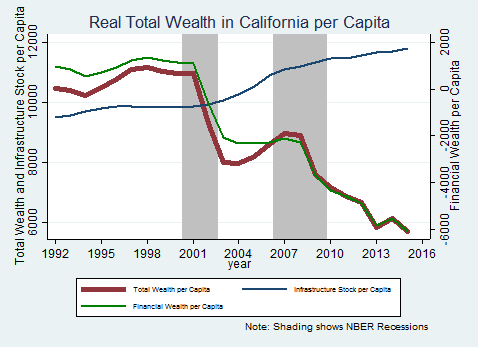 Real Total Wealth in California per Capita
Total Wealth and Infrastructure Stock per Capita
12000
10000
8000
6000
2000
0
-2000
-4000
-6000
Financial Wealth per Capita
1992 1995 1998 2001 2004 2007 2010 2013 2016
year
Total Wealth per Capita
Infrastructure Stock per Capita
Financial Wealth per Capita
Note: Shading shows NBER Recessions